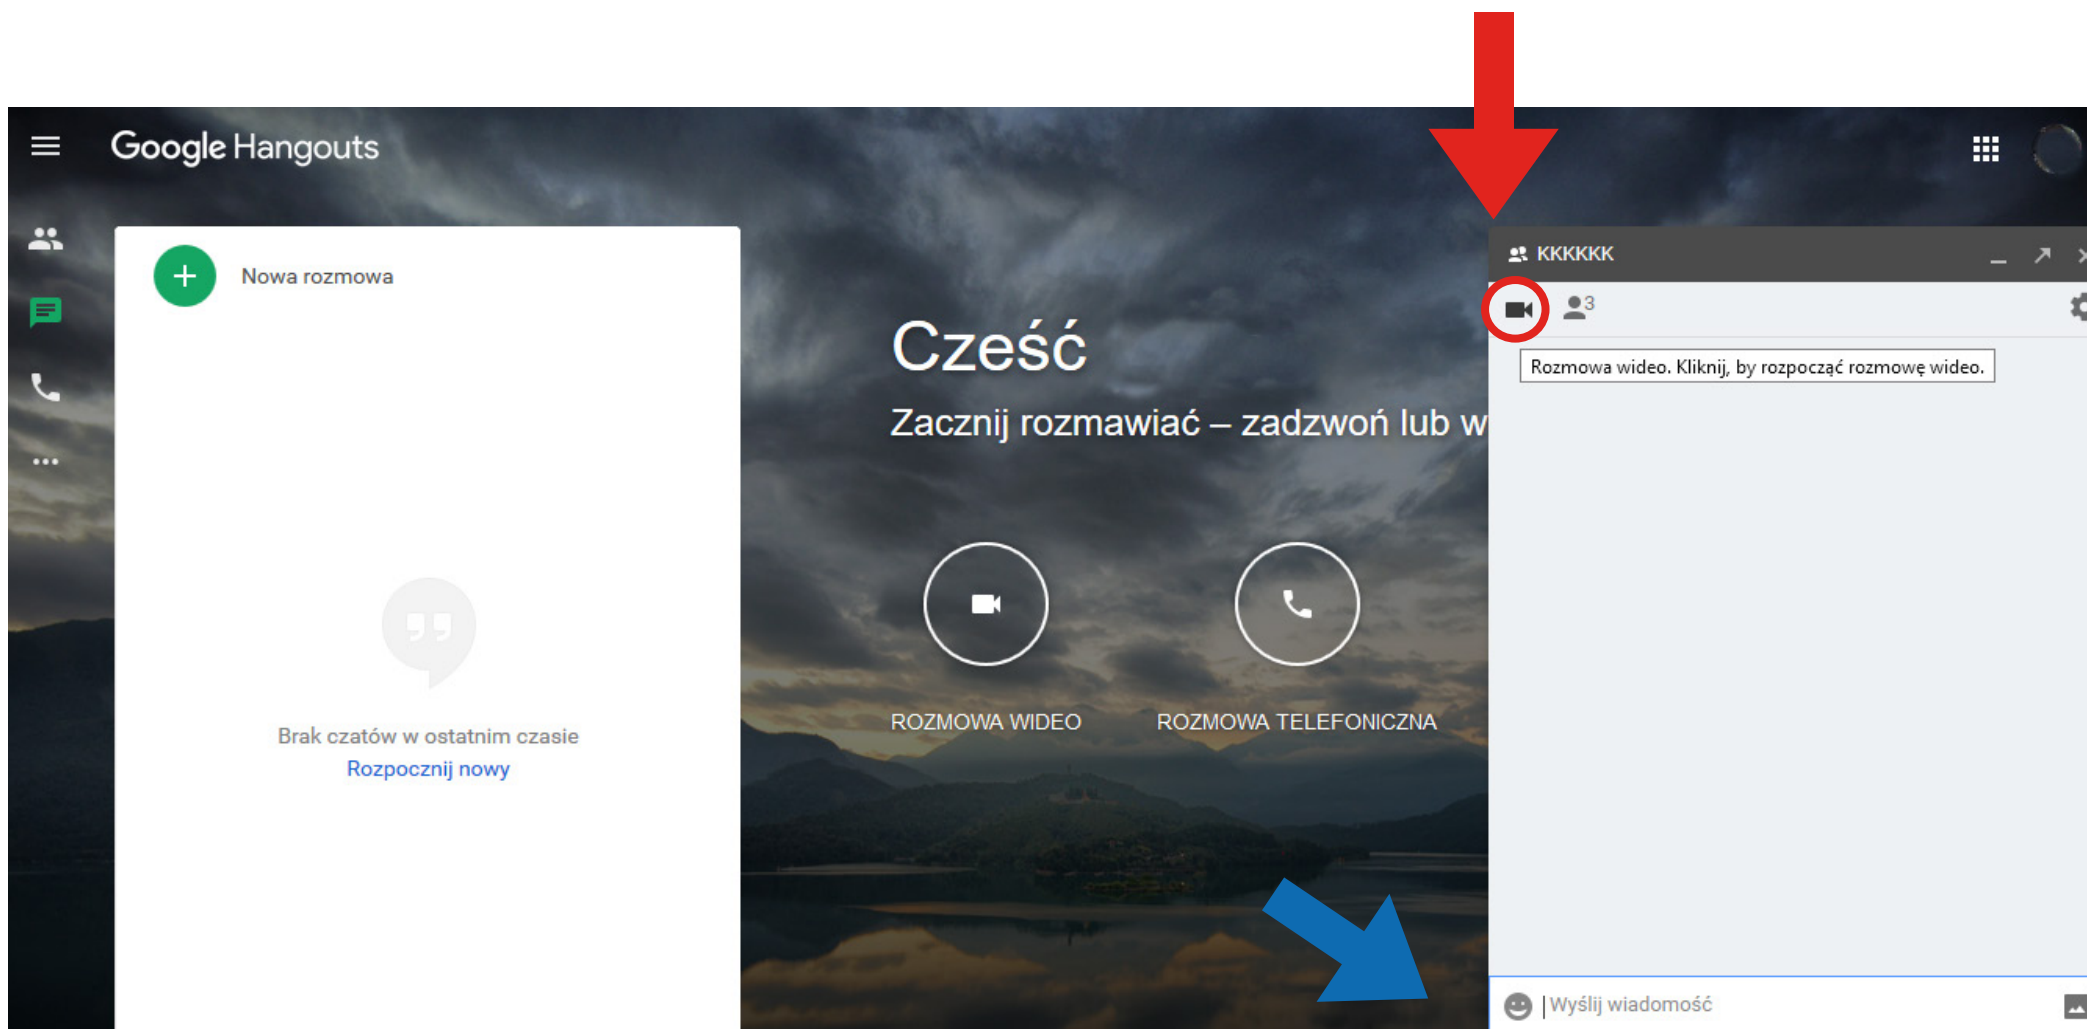 Google Hangouts
Nowa rozmowa
Brak czatów w ostatnim czasie
Rozpocznij nowy
Cześć
Zacznij rozmawiać – zadzwoń lub w
ROZMOWA WIDEO
ROZMOWA TELEFONICZNA
KKKKKK
3
Rozmowa wideo. Kliknij, by rozpocząć rozmowę wideo.
Wyślij wiadomość